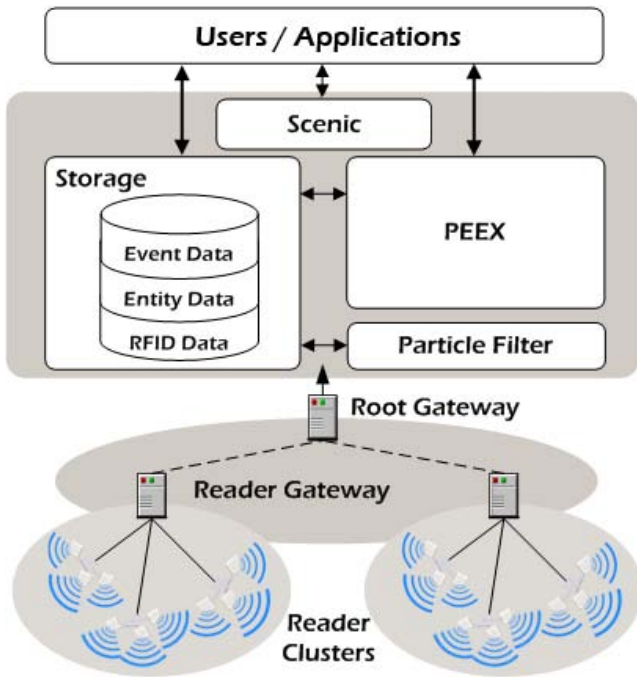 Users / Applications
Scenic
Storage
Event Data
Entity Data
RFID Data
PEEX
Particle Filter
Root Gateway
Reader Gateway
Reader
Clusters